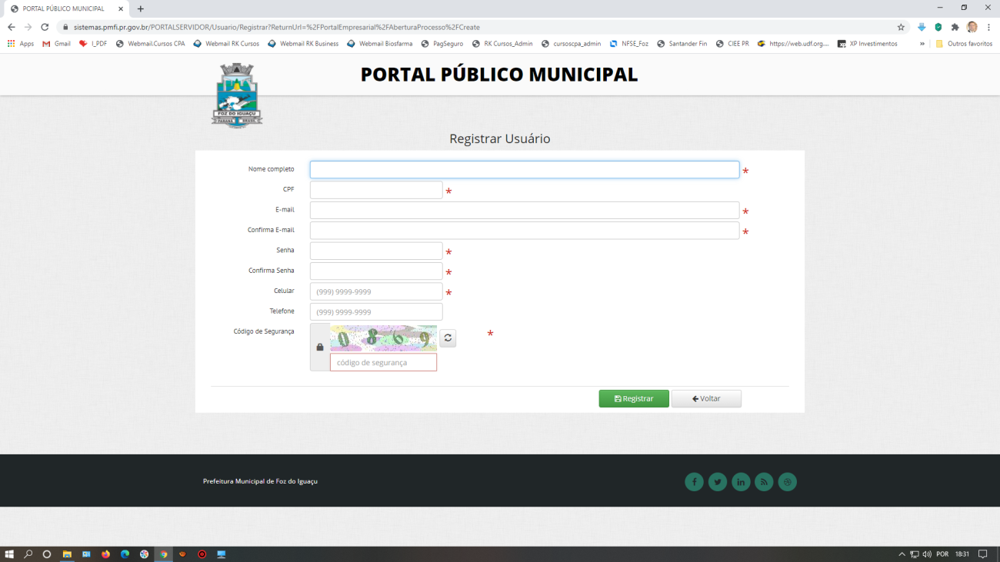 PORTAL PÚBLICO MUNICIPAL
sistemas.pmfi.pr.gov.br/PORTALSERVIDOR/Usuario/Registrar?ReturnUrl=%2FPortalEmpresarial%2FAberturaProcesso%2FCreate
Apps Gmail I_PDF Webmail.Cursos CPA Webmail RK Cursos Webmail RK Business Webmail Biosfarma PagSeguro RK Cursos_Admin cursoscpa_admin NFSE_Foz Santander Fin CIEE PR https://web.udf.org.... XP Investimentos » Outros favoritos
PORTAL PÚBLICO MUNICIPAL
FOZ DO IGUAÇU
PARANÁ BRASIL
Registrar Usuário
Nome completo *
CPF *
E-mail *
Confirma E-mail *
Senha *
Confirma Senha *
Celular (999) 9999-9999 *
Telefone (999) 9999-9999
Código de Segurança 0869 *
código de segurança
Registrar Voltar
Prefeitura Municipal de Foz do Iguaçu
POR 18:31